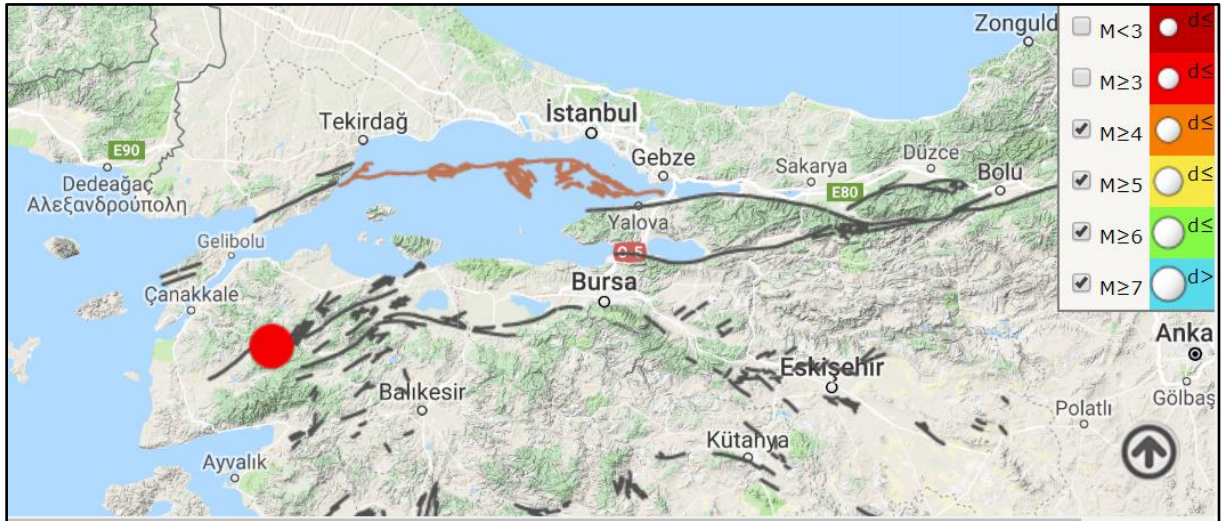 Zonguld
İstanbul
Tekirdağ
E90
Gebze
Sakarya
Düzce
Bolu
E80
Dedeağaç
Αλεξανδρούπολη
Yalova
Gelibolu
O-5
Çanakkale
Bursa
Anka
Eskişehir
Balıkesir
Gölbaş
Polatlı
Kütahya
Ayvalık
M<3 d≤
M≥3 d≤
M≥4 d≤
M≥5 d≤
M≥6 d≤
M≥7 d>